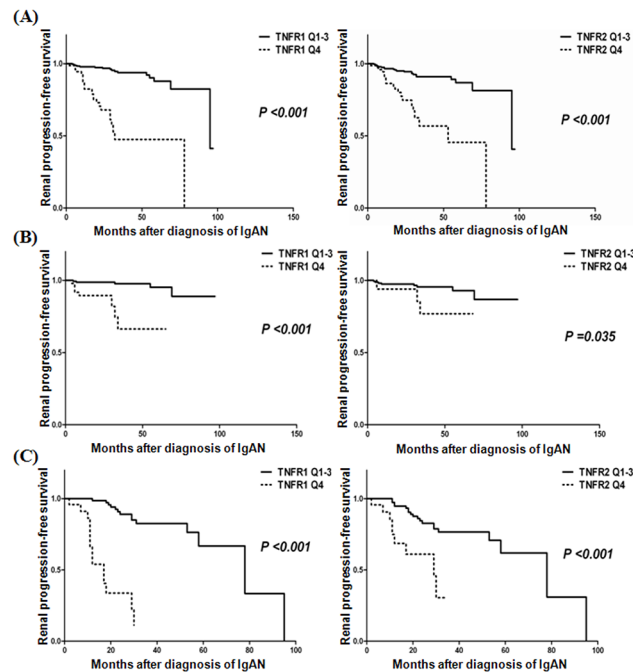 (A)
TNFR1 Q1-3
TNFR1 Q4
Renal progression-free survival
1.0
0.5
0.0
P <0.001
0 50 100 150
Months after diagnosis of IgAN
TNFR2 Q1-3
TNFR2 Q4
Renal progression-free survival
1.0
0.5
0.0
P <0.001
0 50 100 150
Months after diagnosis of IgAN
(B)
TNFR1 Q1-3
TNFR1 Q4
Renal progression-free survival
1.0
0.5
0.0
P <0.001
0 50 100 150
Months after diagnosis of IgAN
TNFR2 Q1-3
TNFR2 Q4
Renal progression-free survival
1.0
0.5
0.0
P =0.035
0 50 100 150
Months after diagnosis of IgAN
(C)
TNFR1 Q1-3
TNFR1 Q4
Renal progression-free survival
1.0
0.5
0.0
P <0.001
0 20 40 60 80 100
Months after diagnosis of IgAN
TNFR2 Q1-3
TNFR2 Q4
Renal progression-free survival
1.0
0.5
0.0
P <0.001
0 20 40 60 80 100
Months after diagnosis of IgAN